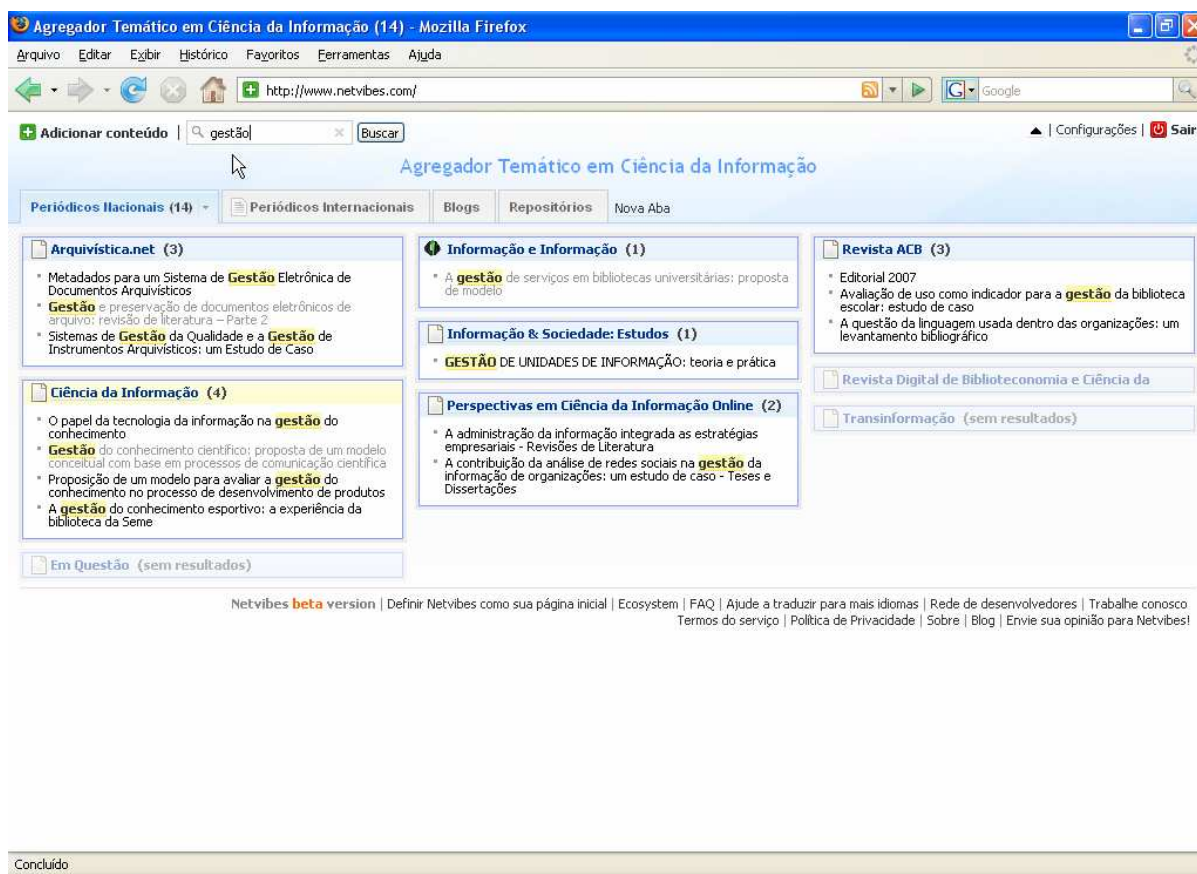 Agregador Temático em Ciência da Informação (14) - Mozilla Firefox
Arquivo Editar Exibir Histórico Favoritos Ferramentas Ajuda
http://www.netvibes.com/ G Google
Adicionar conteúdo | gestão Buscar | Configurações | Sair
Agregador Temático em Ciência da Informação
Periódicos Nacionais (14) Periódicos Internacionais Blogs Repositórios Nova Aba
Arquivística.net (3)
Metadados para um Sistema de Gestão Eletrônica de
Documentos Arquivísticos
Gestão e preservação de documentos eletrônicos de
arquivo: revisão de literatura – Parte 2
Sistemas de Gestão da Qualidade e a Gestão de
Instrumentos Arquivísticos: um Estudo de Caso
Ciência da Informação (4)
O papel da tecnologia da informação na gestão do
conhecimento
Gestão do conhecimento científico: proposta de um modelo
conceitual com base em processos de comunicação científica
Proposição de um modelo para avaliar a gestão do
conhecimento no processo de desenvolvimento de produtos
A gestão do conhecimento esportivo: a experiência da
biblioteca da Seme
Em Questão (sem resultados)
Informação e Informação (1)
A gestão de serviços em bibliotecas universitárias: proposta
de modelo
Informação & Sociedade: Estudos (1)
GESTÃO DE UNIDADES DE INFORMAÇÃO: teoria e prática
Perspectivas em Ciência da Informação Online (2)
A administração da informação integrada as estratégias
empresariais - Revisões de Literatura
A contribuição da análise de redes sociais na gestão da
informação de organizações: um estudo de caso - Teses e
Dissertações
Revista ACB (3)
Editorial 2007
Avaliação de uso como indicador para a gestão da biblioteca
escolar: estudo de caso
A questão da linguagem usada dentro das organizações: um
levantamento bibliográfico
Revista Digital de Biblioteconomia e Ciência da
Transinformação (sem resultados)
Netvibes beta version | Definir Netvibes como sua página inicial | Ecosystem | FAQ | Ajude a traduzir para mais idiomas | Rede de desenvolvedores | Trabalhe conosco
Termos do serviço | Política de Privacidade | Sobre | Blog | Envie sua opinião para Netvibes!
Concluído